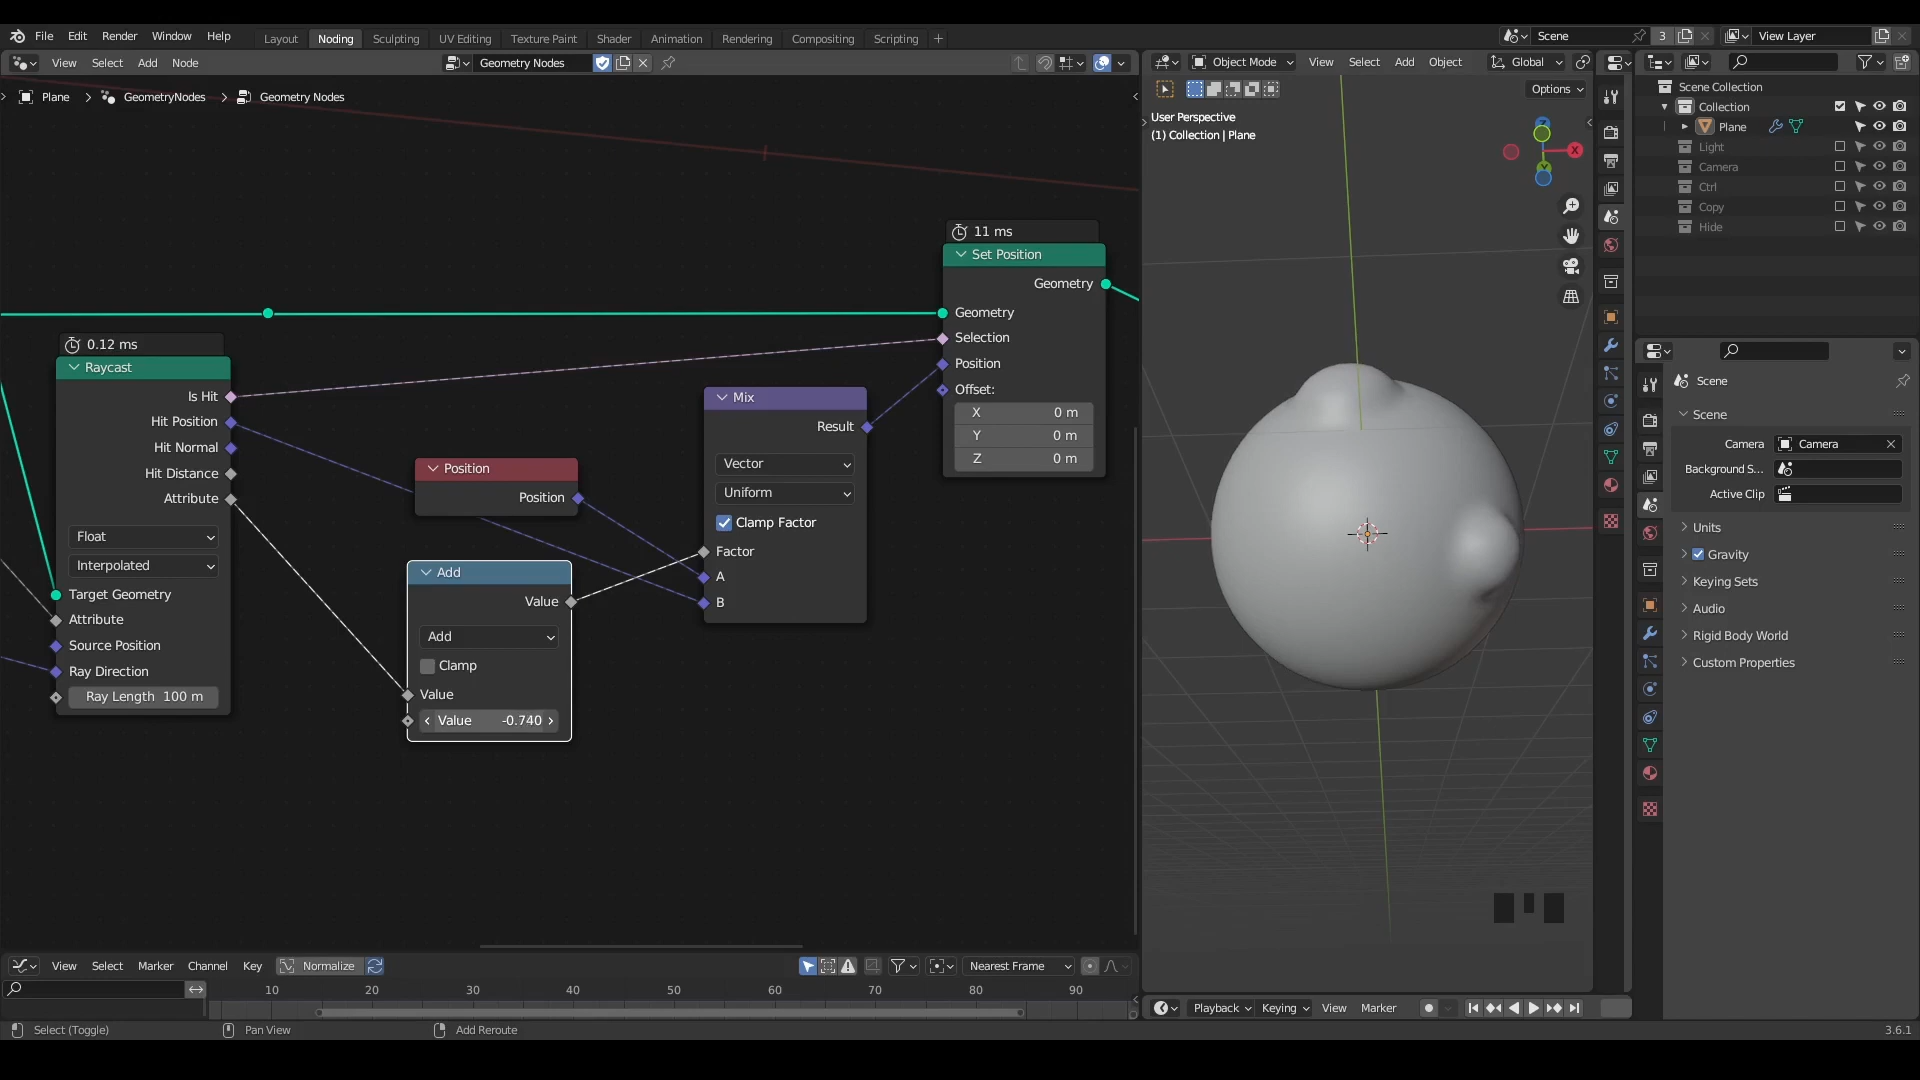 File Edit Render Window Help Layout Noding Sculpting UV Editing Texture Paint Shader Animation Rendering Compositing Scripting + Scene 3 View Layer
View Select Add Node Geometry Nodes
Plane > GeometryNodes > Geometry Nodes
11 ms
Set Position
Geometry
Geometry
Selection
Position
Offset:
X 0 m
Y 0 m
Z 0 m
0.12 ms
Raycast
Is Hit
Hit Position
Hit Normal
Hit Distance
Attribute
Float
Interpolated
Target Geometry
Attribute
Source Position
Ray Direction
Ray Length 100 m
Position
Position
Add
Value
Add
Clamp
Value
Value -0.740
Mix
Result
Vector
Uniform
Clamp Factor
Factor
A
B
Object Mode View Select Add Object Global
Options
User Perspective
(1) Collection | Plane
Z
X
Y
Scene Collection
Collection
Plane
Light
Camera
Ctrl
Copy
Hide
Scene
Scene
Camera Camera
Background S...
Active Clip
Units
Gravity
Keying Sets
Audio
Rigid Body World
Custom Properties
View Select Marker Channel Key Normalize Nearest Frame
10 20 30 40 50 60 70 80 90
Playback Keying View Marker
Select (Toggle) Pan View Add Reroute 3.6.1